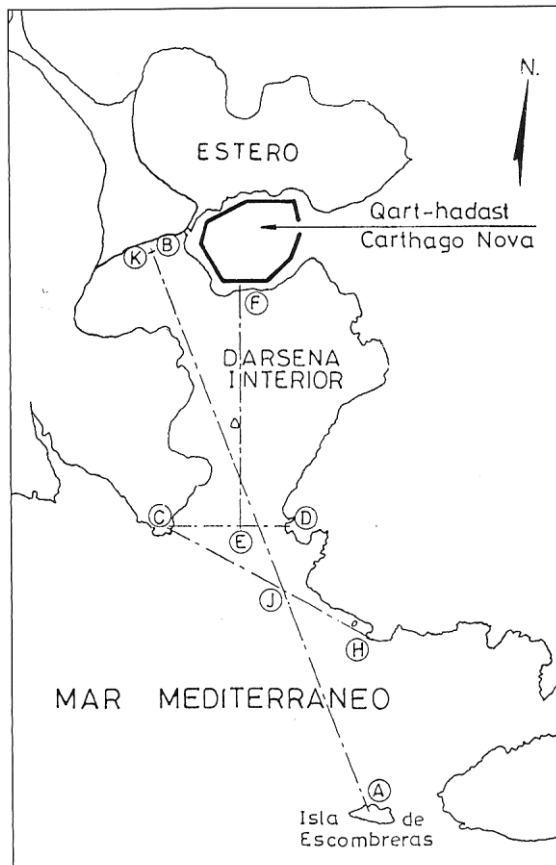 N.
ESTERO
Qart-hadast
Carthago Nova
B
K
F
DARSENA
INTERIOR
C
D
E
J
H
MAR MEDITERRANEO
A
Isla de
Escombreras